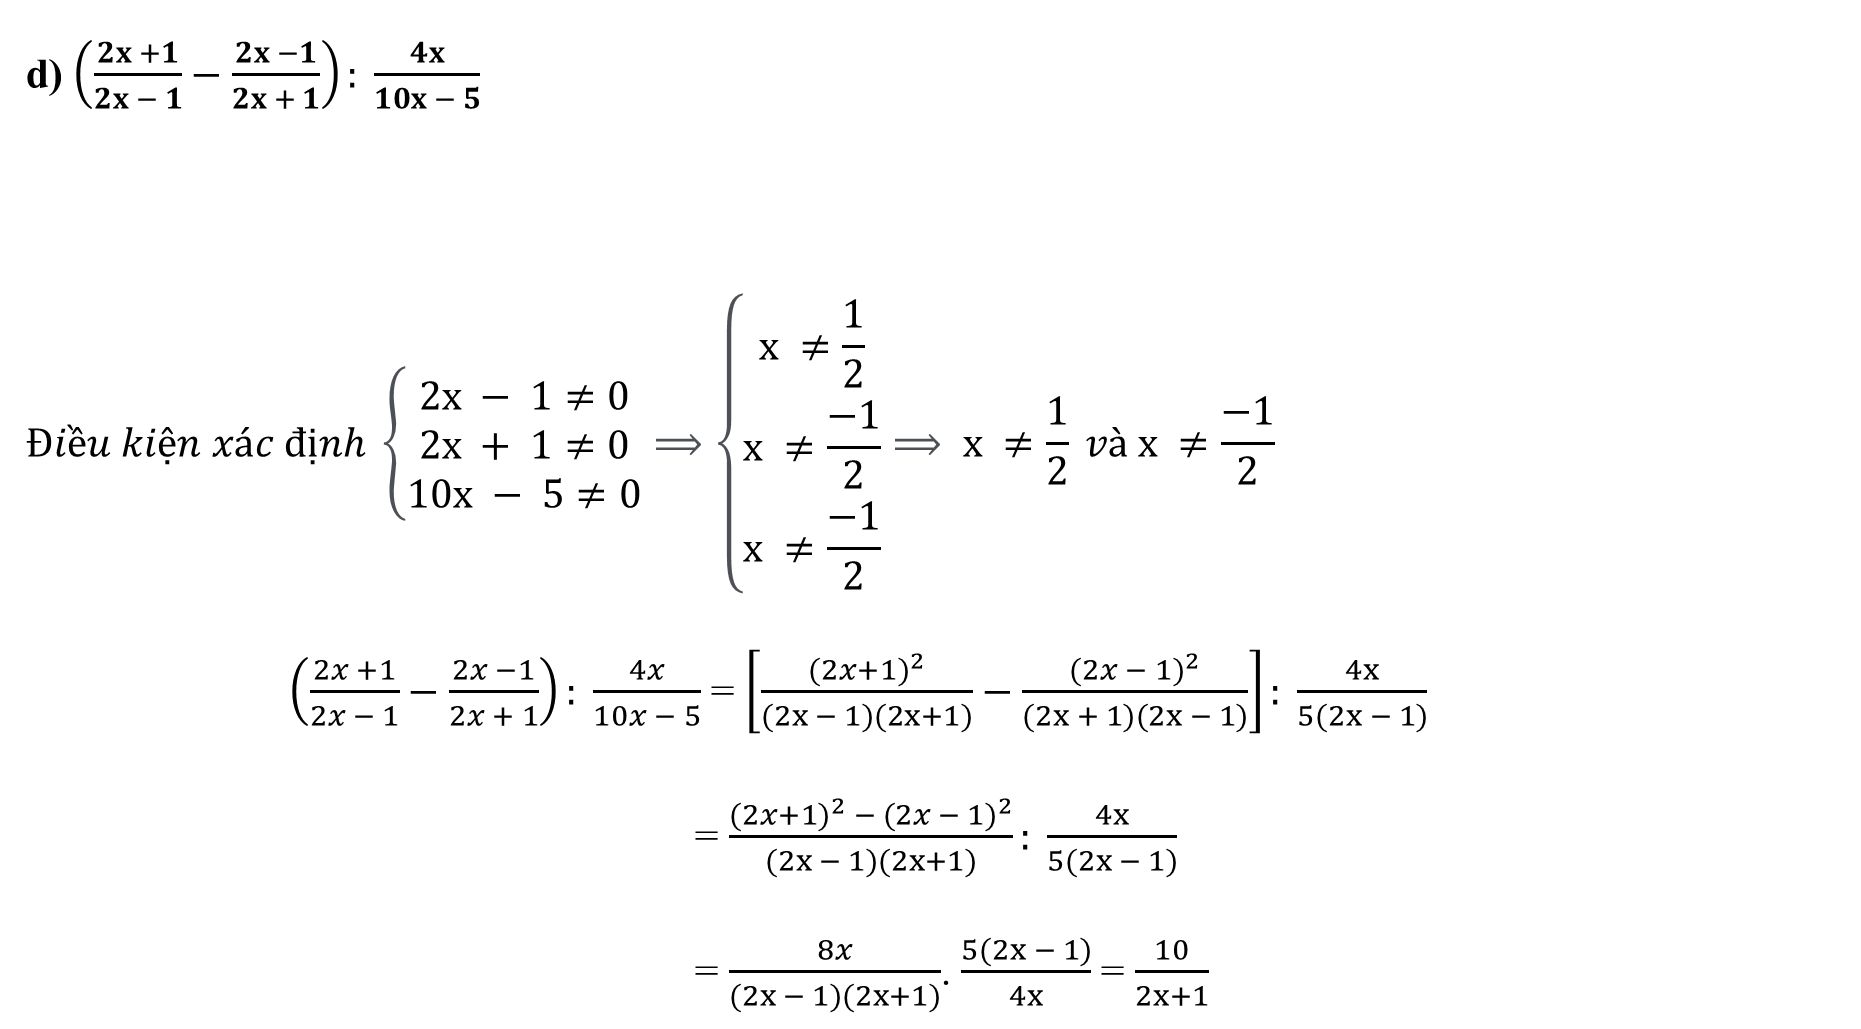 d) ((2x +1)/(2x − 1) − (2x −1)/(2x + 1)) : 4x/(10x − 5)
Điều kiện xác định {2x − 1 ≠ 0; 2x + 1 ≠ 0; 10x − 5 ≠ 0 ⟹ {x ≠ 1/2; x ≠ −1/2; x ≠ −1/2 ⟹ x ≠ 1/2 và x ≠ −1/2
((2x +1)/(2x − 1) − (2x −1)/(2x + 1)) : 4x/(10x − 5) = [(2x+1)²/((2x − 1)(2x+1)) − (2x − 1)²/((2x + 1)(2x − 1))] : 4x/(5(2x − 1))
= ((2x+1)² − (2x − 1)²)/((2x − 1)(2x+1)) : 4x/(5(2x − 1))
= 8x/((2x − 1)(2x+1)) . 5(2x − 1)/4x = 10/(2x+1)